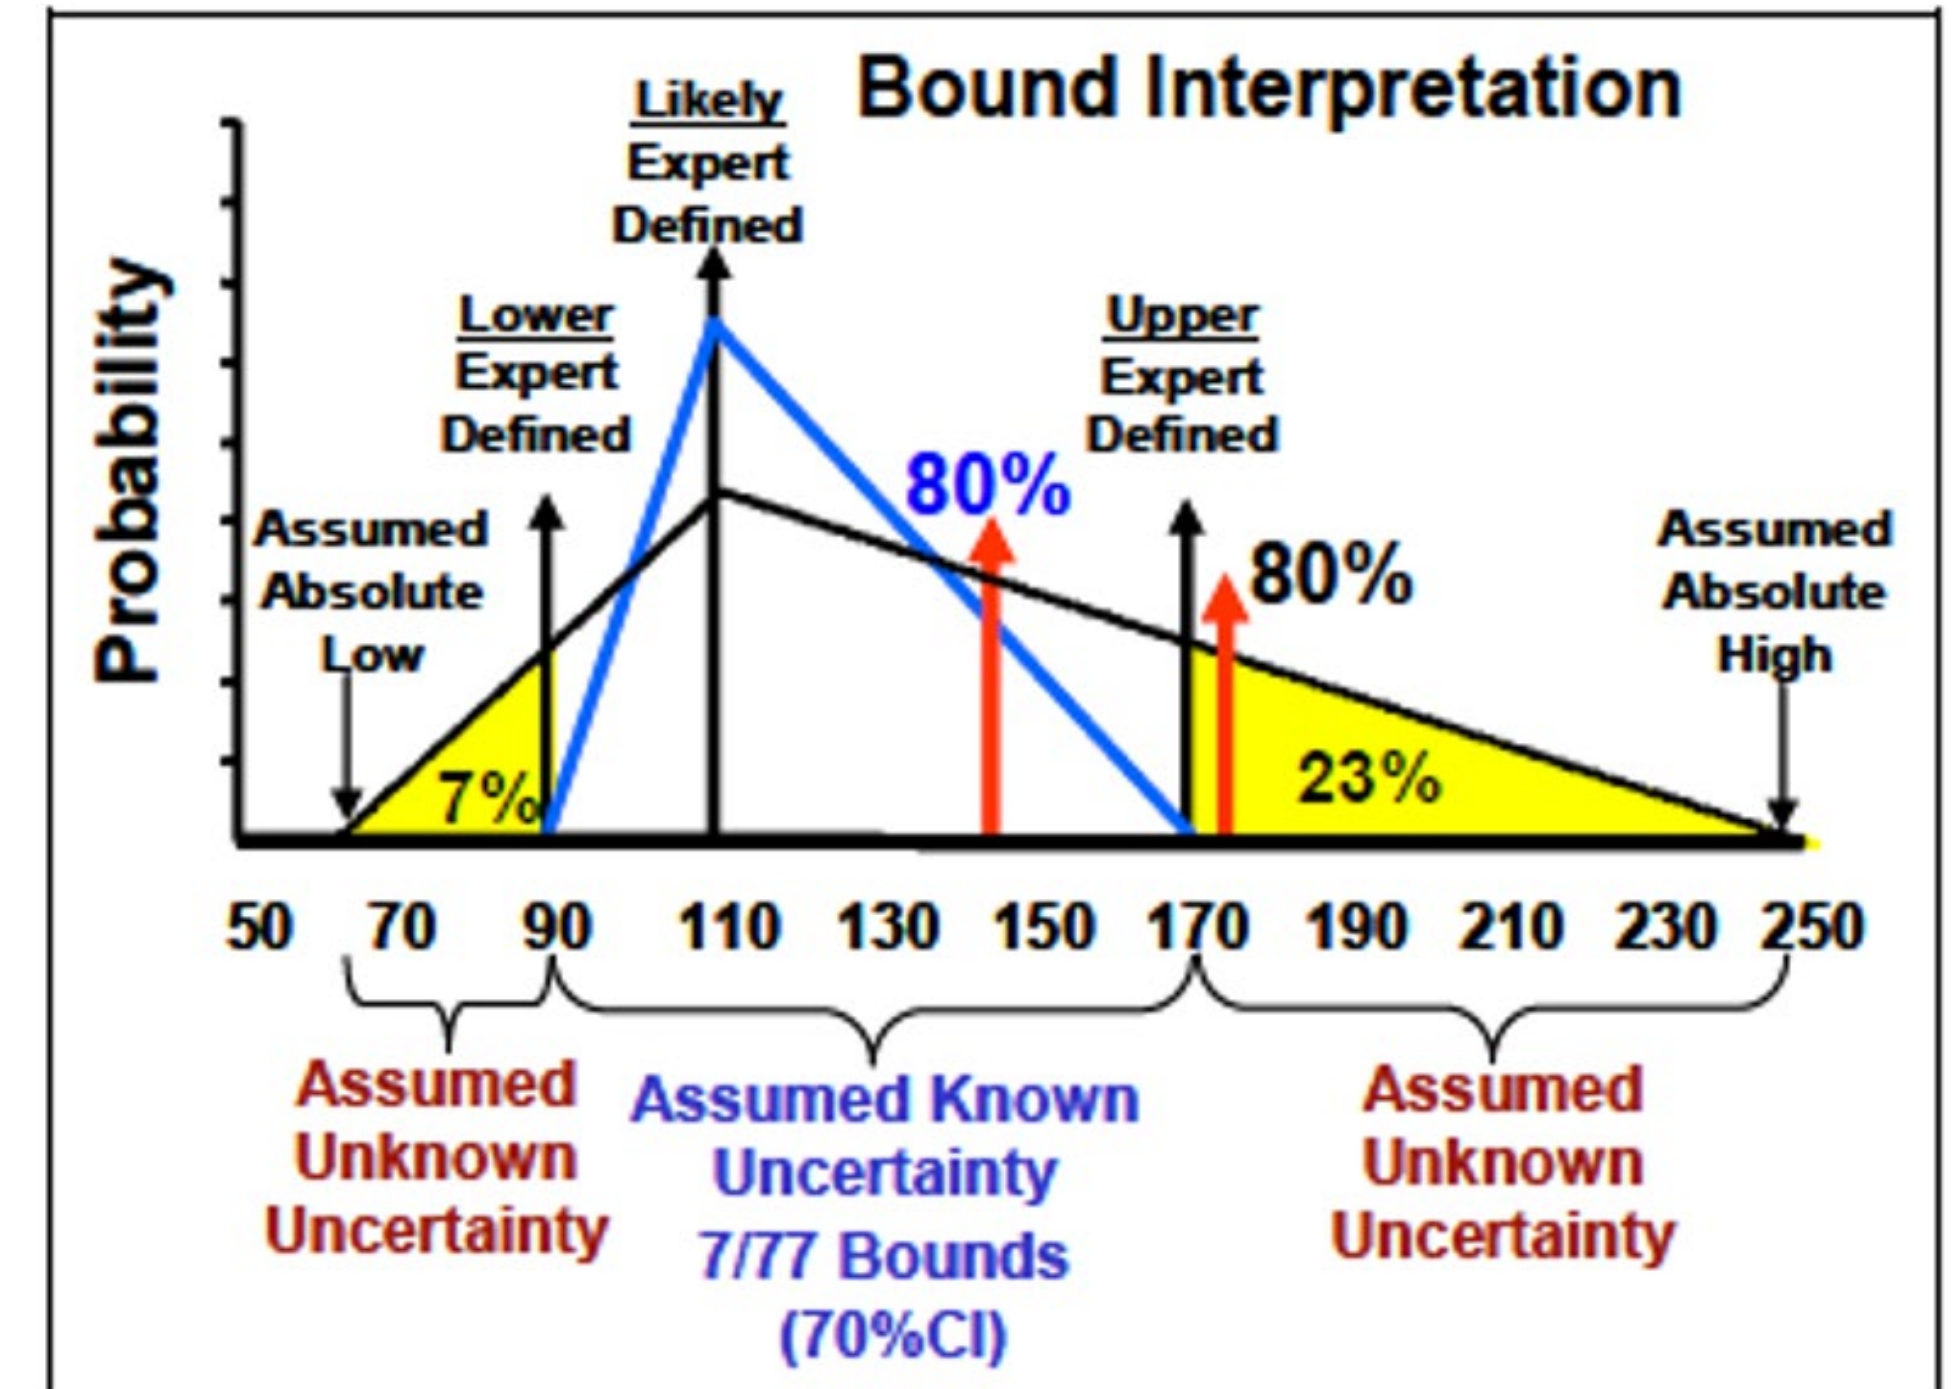 Bound Interpretation
Likely
Expert
Defined
Lower
Expert
Defined
Upper
Expert
Defined
Assumed
Absolute
Low
80%
80%
Assumed
Absolute
High
Probability
7%
23%
50 70 90 110 130 150 170 190 210 230 250
Assumed
Unknown
Uncertainty
Assumed Known
Uncertainty
7/77 Bounds
(70%CI)
Assumed
Unknown
Uncertainty